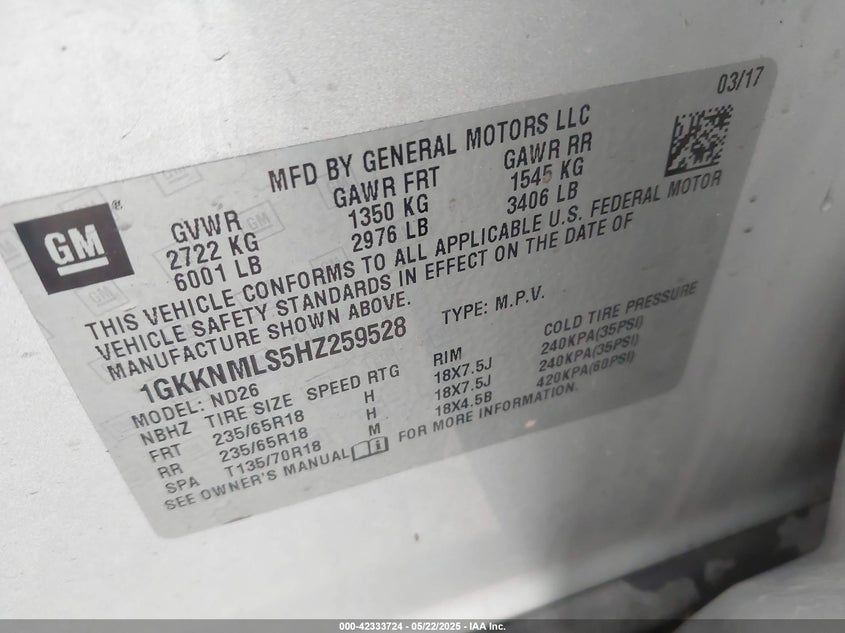 03/17
MFD BY GENERAL MOTORS LLC
GM®
GVWR GAWR FRT GAWR RR
2722 KG 1350 KG 1545 KG
6001 LB 2976 LB 3406 LB
THIS VEHICLE CONFORMS TO ALL APPLICABLE U.S. FEDERAL MOTOR
VEHICLE SAFETY STANDARDS IN EFFECT ON THE DATE OF
MANUFACTURE SHOWN ABOVE.
1GKKNMLS5HZ259528 TYPE: M.P.V.
MODEL: ND26
NBHZ TIRE SIZE SPEED RTG RIM COLD TIRE PRESSURE
FRT 235/65R18 H 18X7.5J 240KPA(35PSI)
RR 235/65R18 H 18X7.5J 240KPA(35PSI)
SPA T135/70R18 M 18X4.5B 420KPA(60PSI)
SEE OWNER'S MANUAL FOR MORE INFORMATION.
000-42333724 - 05/22/2025 - IAA Inc.